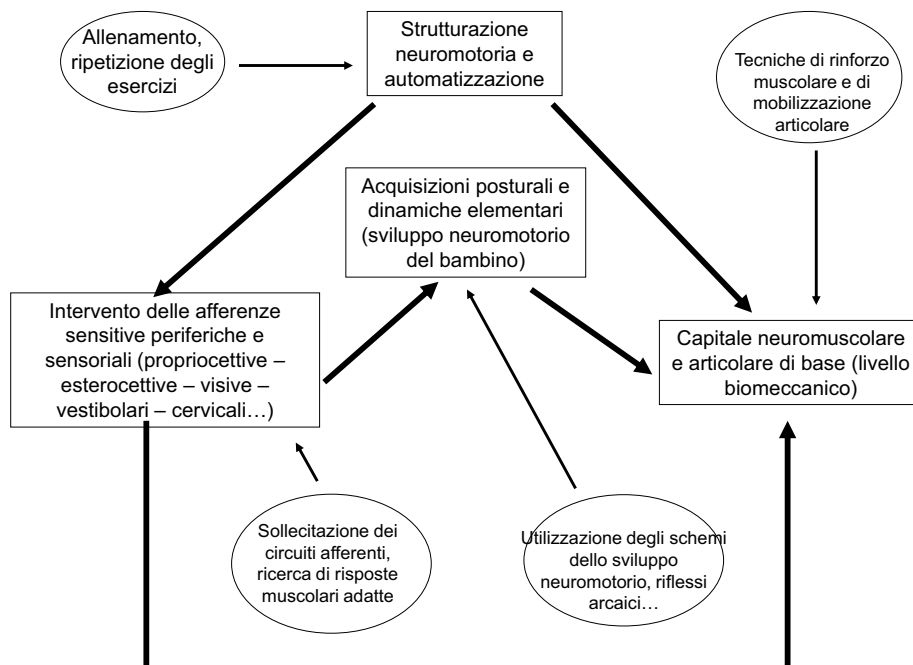 Allenamento,
ripetizione degli
esercizi
Strutturazione
neuromotoria e
automatizzazione
Tecniche di rinforzo
muscolare e di
mobilizzazione
articolare
Acquisizioni posturali e
dinamiche elementari
(sviluppo neuromotorio
del bambino)
Intervento delle afferenze
sensitive periferiche e
sensoriali (propriocettive –
esterocettive – visive –
vestibolari – cervicali…)
Capitale neuromuscolare
e articolare di base (livello
biomeccanico)
Sollecitazione dei
circuiti afferenti,
ricerca di risposte
muscolari adatte
Utilizzazione degli schemi
dello sviluppo
neuromotorio, riflessi
arcaici…